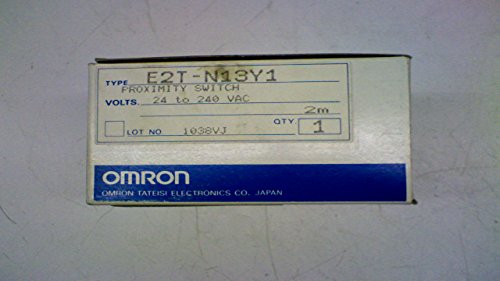 TYPE E2T-N13Y1
PROXIMITY SWITCH
VOLTS. 24 to 240 VAC
2m
LOT NO 1038VJ QTY 1
OMRON
OMRON TATEISI ELECTRONICS CO. JAPAN